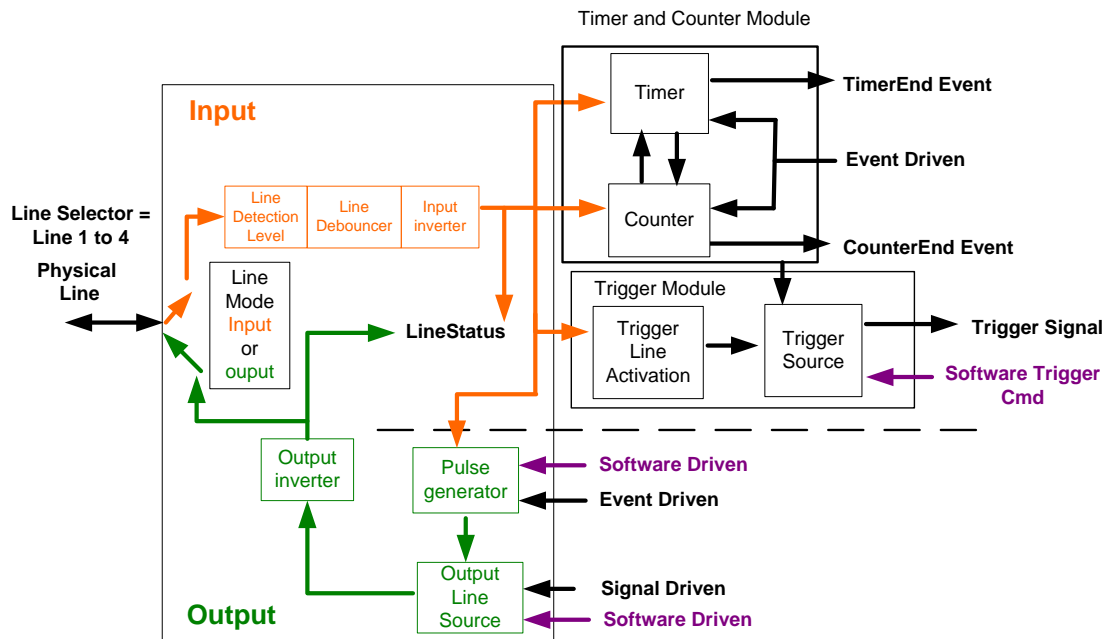 Timer and Counter Module
Input
Timer
TimerEnd Event
Event Driven
Line Selector =
Line 1 to 4
Physical
Line
Line
Detection
Level
Line
Debouncer
Input
inverter
Counter
CounterEnd Event
Line
Mode
Input
or
ouput
LineStatus
Trigger Module
Trigger
Line
Activation
Trigger
Source
Trigger Signal
Software Trigger
Cmd
Output
inverter
Pulse
generator
Software Driven
Event Driven
Output
Line
Source
Signal Driven
Software Driven
Output